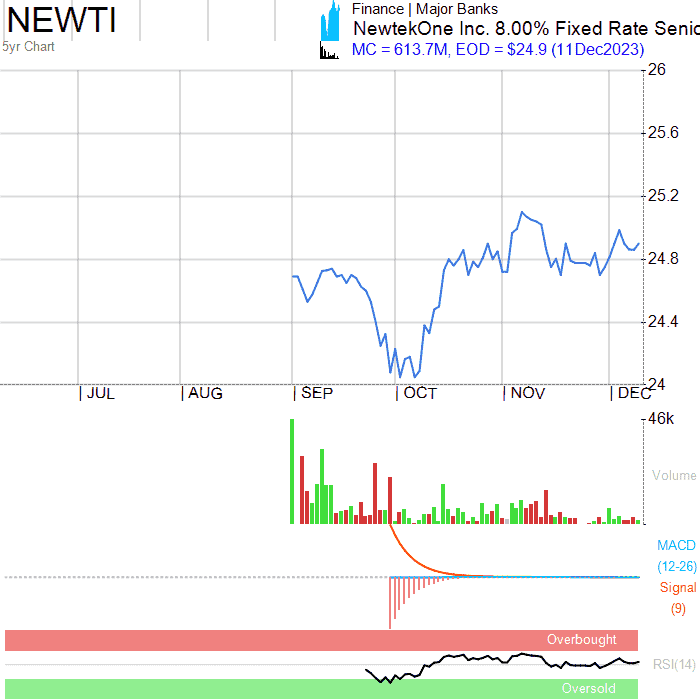 NEWTI
5yr Chart
Finance | Major Banks
NewtekOne Inc. 8.00% Fixed Rate Senio
MC = 613.7M, EOD = $24.9 (11Dec2023)
26
25.6
25.2
24.8
24.4
24
| JUL | AUG | SEP | OCT | NOV | DEC
46k
Volume
MACD
(12-26)
Signal
(9)
Overbought
RSI(14)
Oversold